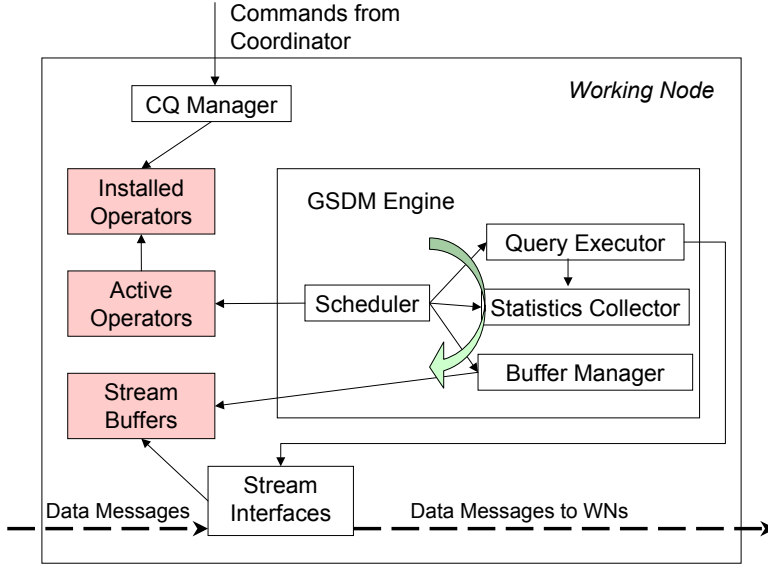 Commands from
Coordinator
Working Node
CQ Manager
Installed
Operators
GSDM Engine
Query Executor
Active
Operators
Scheduler
Statistics Collector
Buffer Manager
Stream
Buffers
Stream
Interfaces
Data Messages
Data Messages to WNs